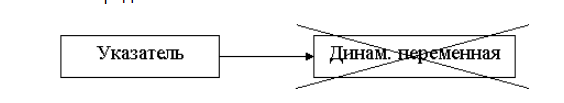 Указатель
Динам. переменная